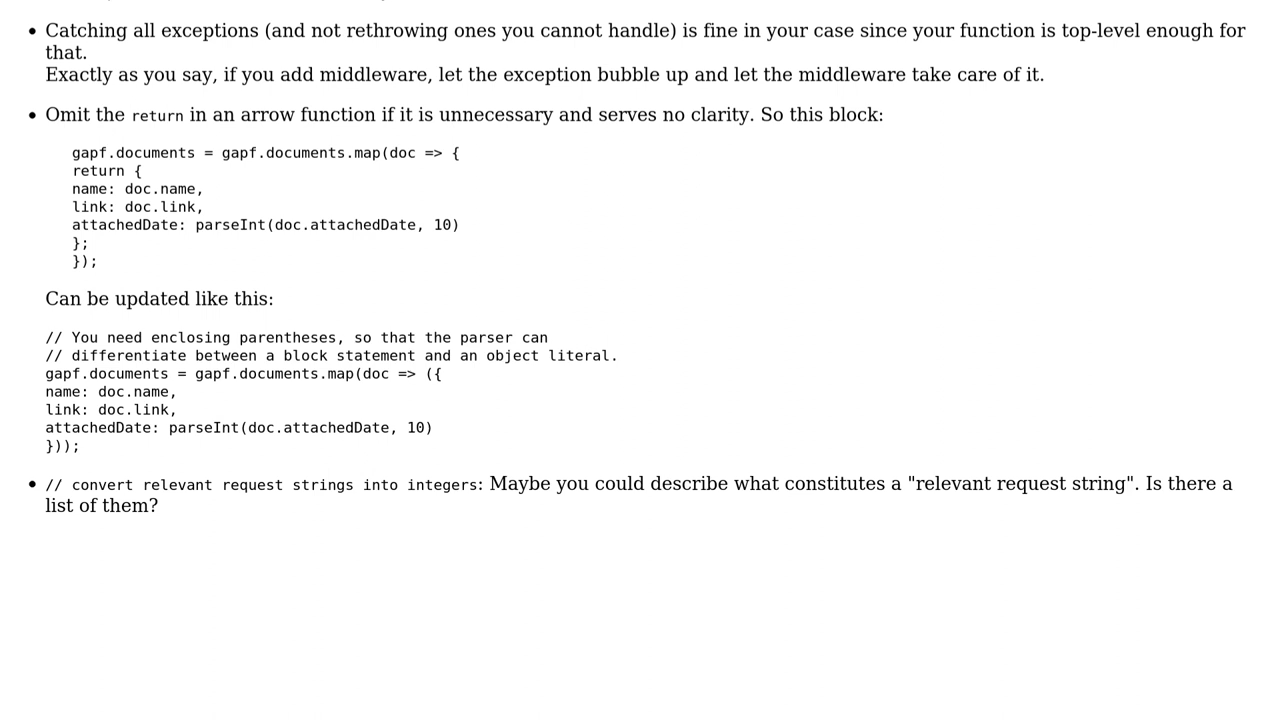 • Catching all exceptions (and not rethrowing ones you cannot handle) is fine in your case since your function is top-level enough for
that.
Exactly as you say, if you add middleware, let the exception bubble up and let the middleware take care of it.
• Omit the return in an arrow function if it is unnecessary and serves no clarity. So this block:
gapf.documents = gapf.documents.map(doc => {
return {
name: doc.name,
link: doc.link,
attachedDate: parseInt(doc.attachedDate, 10)
};
});
Can be updated like this:
// You need enclosing parentheses, so that the parser can
// differentiate between a block statement and an object literal.
gapf.documents = gapf.documents.map(doc => ({
name: doc.name,
link: doc.link,
attachedDate: parseInt(doc.attachedDate, 10)
}));
• // convert relevant request strings into integers: Maybe you could describe what constitutes a "relevant request string". Is there a
list of them?